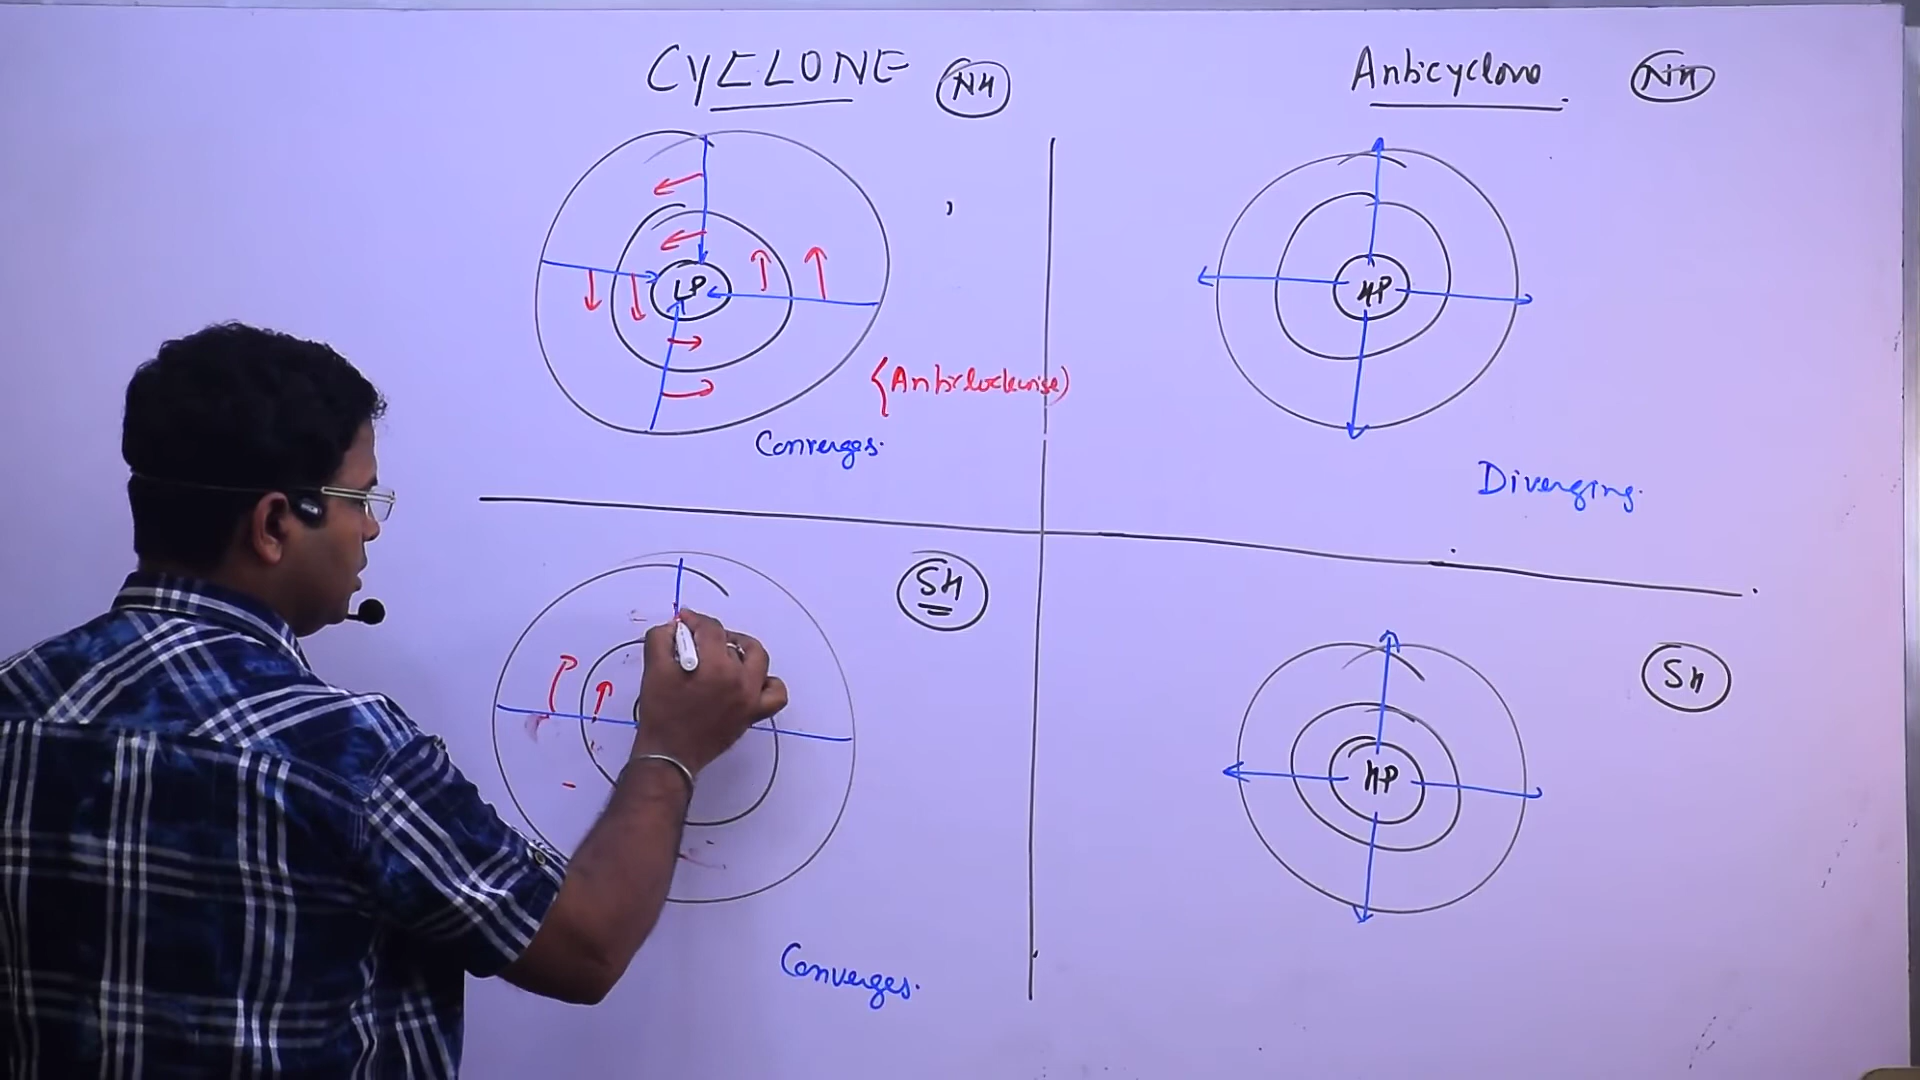 CYCLONE NH
Anticyclone NH
LP
HP
{Anticlockwise)
Converges.
Diverging.
SH
SH
HP
Converges.